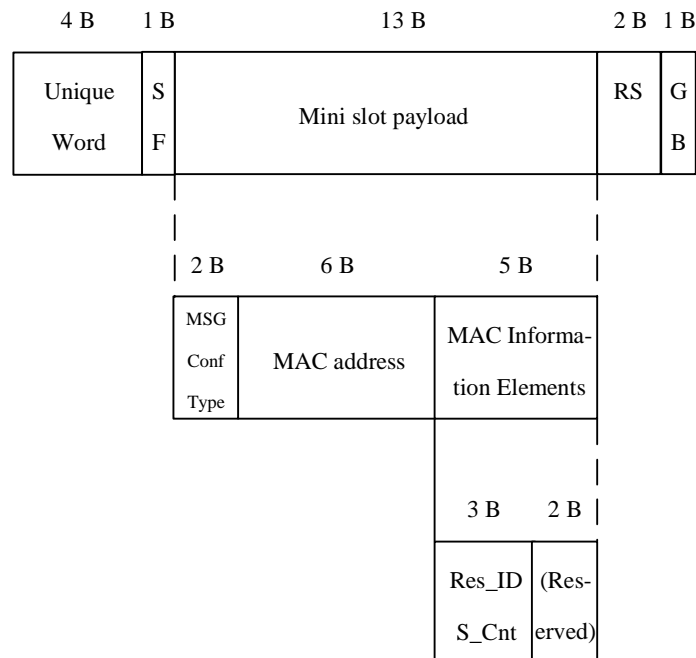 4 B 1 B 13 B 2 B 1 B
Unique
Word
S
F
Mini slot payload
RS
G
B
2 B 6 B 5 B
MSG
Conf
Type
MAC address
MAC Informa-
tion Elements
3 B 2 B
Res_ID
S_Cnt
(Res-
erved)